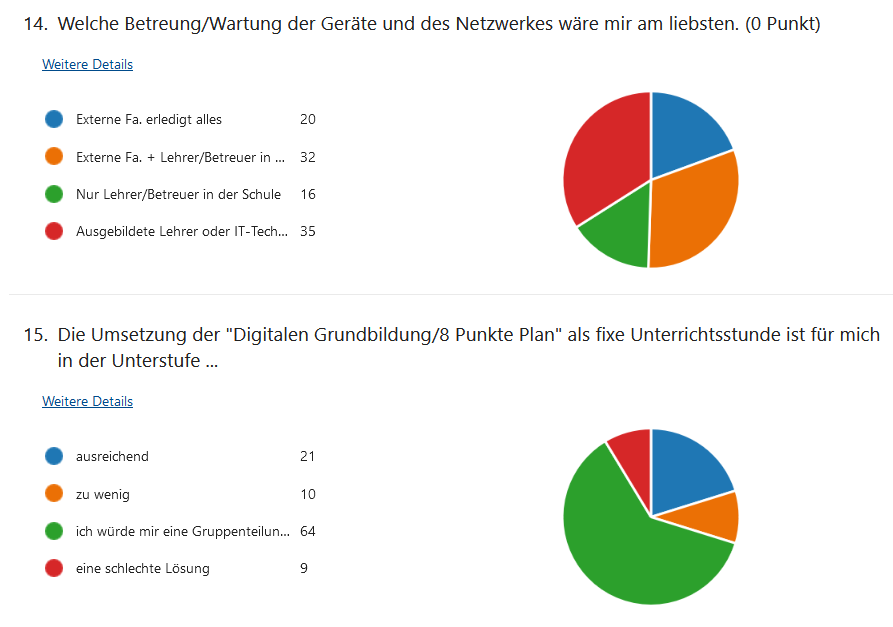 14. Welche Betreung/Wartung der Geräte und des Netzwerkes wäre mir am liebsten. (0 Punkt)
Weitere Details
Externe Fa. erledigt alles 20
Externe Fa. + Lehrer/Betreuer in ... 32
Nur Lehrer/Betreuer in der Schule 16
Ausgebildete Lehrer oder IT-Tech... 35
15. Die Umsetzung der "Digitalen Grundbildung/8 Punkte Plan" als fixe Unterrichtsstunde ist für mich
in der Unterstufe ...
Weitere Details
ausreichend 21
zu wenig 10
ich würde mir eine Gruppenteilun... 64
eine schlechte Lösung 9